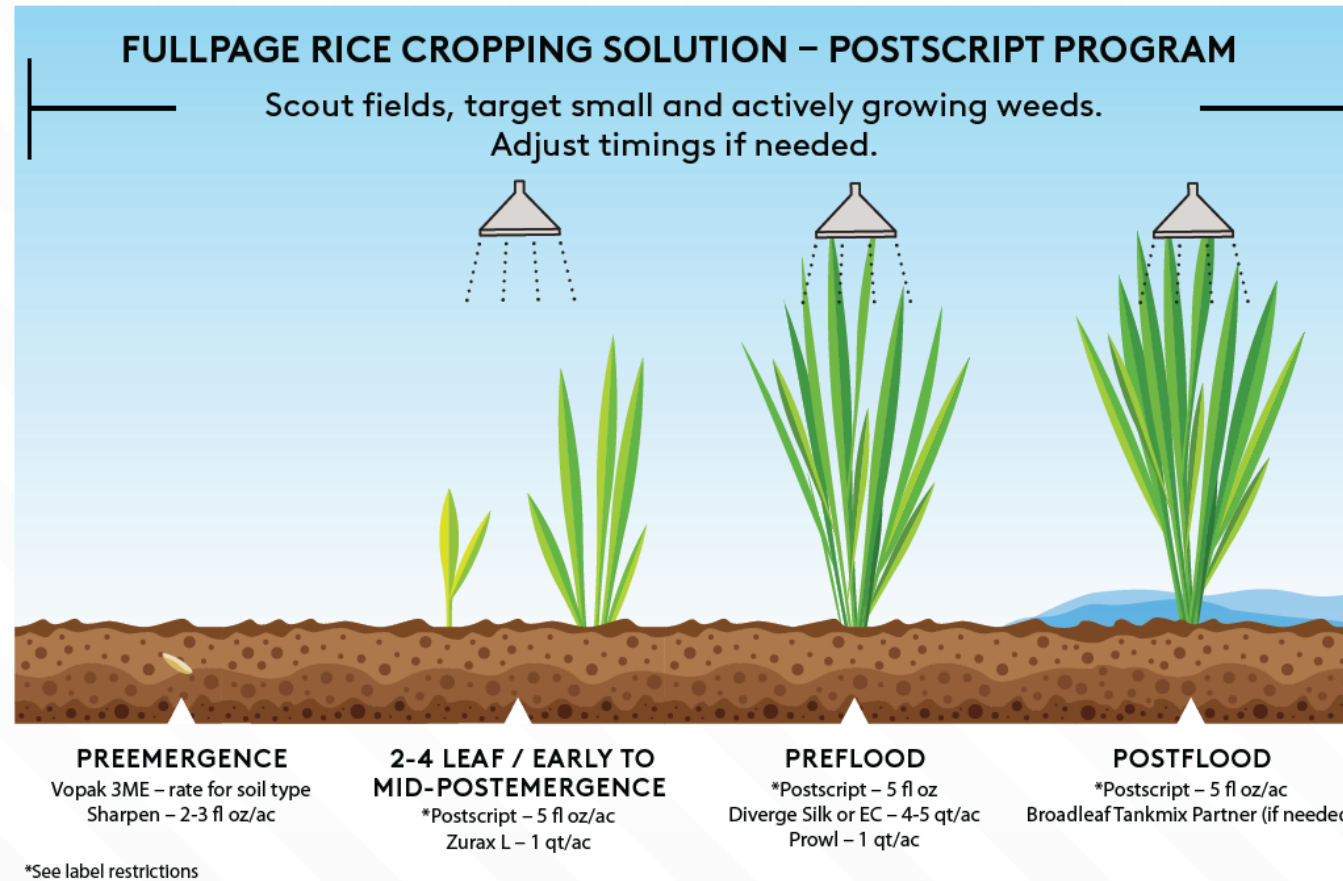 FULLPAGE RICE CROPPING SOLUTION – POSTSCRIPT PROGRAM
Scout fields, target small and actively growing weeds.
Adjust timings if needed.
PREEMERGENCE
Vopak 3ME – rate for soil type
Sharpen – 2-3 fl oz/ac
2-4 LEAF / EARLY TO
MID-POSTEMERGENCE
*Postscript – 5 fl oz/ac
Zurax L – 1 qt/ac
PREFLOOD
*Postscript – 5 fl oz
Diverge Silk or EC – 4-5 qt/ac
Prowl – 1 qt/ac
POSTFLOOD
*Postscript – 5 fl oz/ac
Broadleaf Tankmix Partner (if needed
*See label restrictions